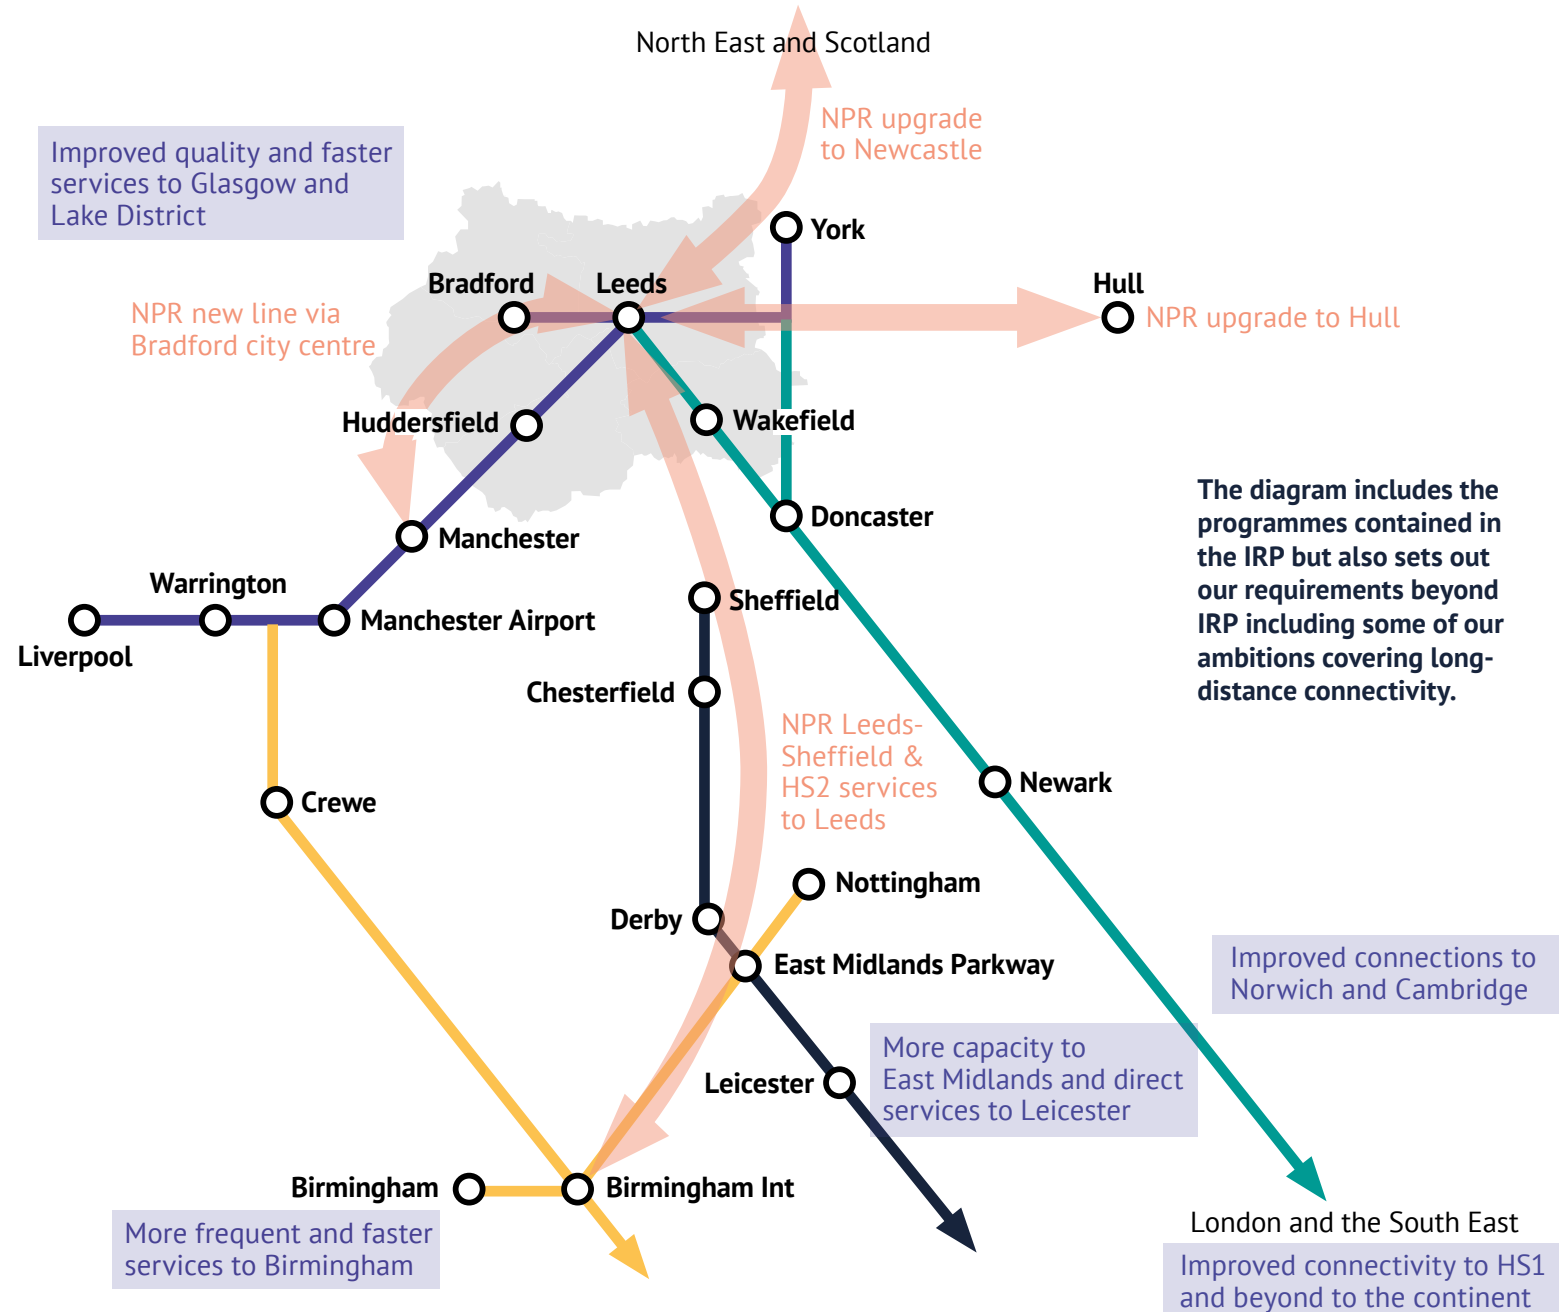 North East and Scotland
NPR upgrade
to Newcastle
Improved quality and faster
services to Glasgow and
Lake District
York
Bradford
Leeds
Hull
NPR new line via
Bradford city centre
NPR upgrade to Hull
Huddersfield
Wakefield
The diagram includes the
programmes contained in
the IRP but also sets out
our requirements beyond
IRP including some of our
ambitions covering long-
distance connectivity.
Doncaster
Manchester
Warrington
Sheffield
Manchester Airport
Liverpool
Chesterfield
NPR Leeds-
Sheffield &
HS2 services
to Leeds
Newark
Crewe
Nottingham
Derby
East Midlands Parkway
Improved connections to
Norwich and Cambridge
More capacity to
East Midlands and direct
services to Leicester
Leicester
Birmingham
Birmingham Int
More frequent and faster
services to Birmingham
London and the South East
Improved connectivity to HS1
and beyond to the continent